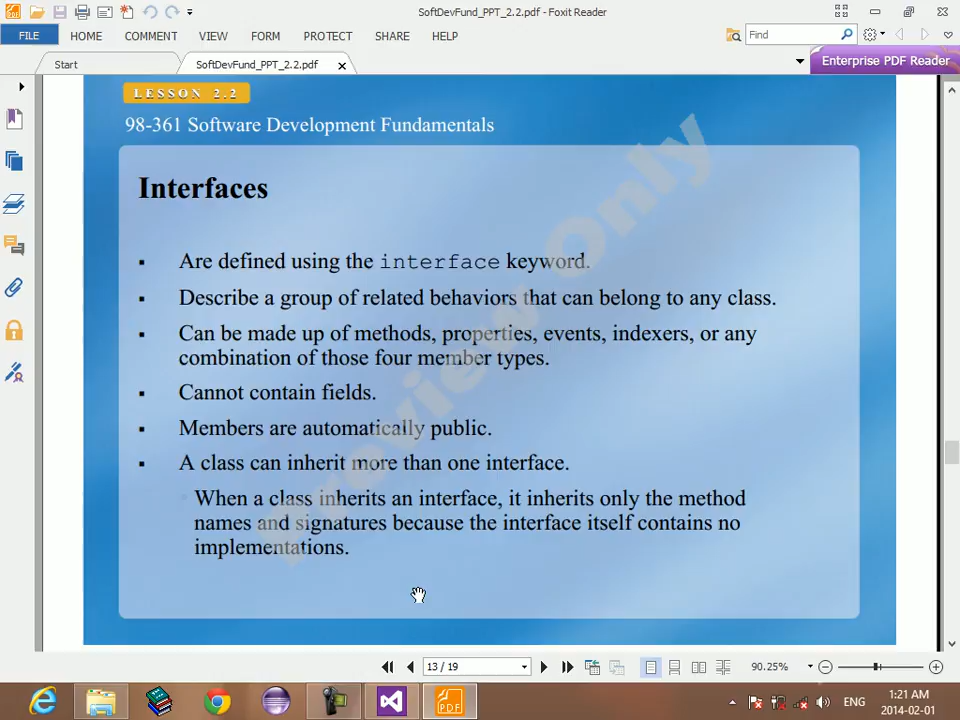 SoftDevFund_PPT_2.2.pdf - Foxit Reader
FILE HOME COMMENT VIEW FORM PROTECT SHARE HELP Find
Start SoftDevFund_PPT_2.2.pdf Enterprise PDF Reader
LESSON 2.2
98-361 Software Development Fundamentals
Interfaces
▪ Are defined using the interface keyword.
▪ Describe a group of related behaviors that can belong to any class.
▪ Can be made up of methods, properties, events, indexers, or any
combination of those four member types.
▪ Cannot contain fields.
▪ Members are automatically public.
▪ A class can inherit more than one interface.
When a class inherits an interface, it inherits only the method
names and signatures because the interface itself contains no
implementations.
Preview Only
13 / 19 90.25%
PDF ENG 1:21 AM
2014-02-01